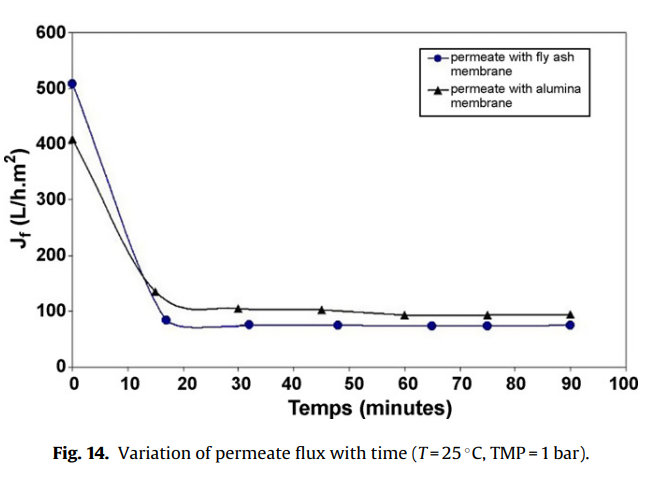 600
500
400
300
200
100
0
J_f (L/h.m²)
permeate with fly ash
membrane
permeate with alumina
membrane
0 10 20 30 40 50 60 70 80 90 100
Temps (minutes)
Fig. 14. Variation of permeate flux with time (T = 25 °C, TMP = 1 bar).